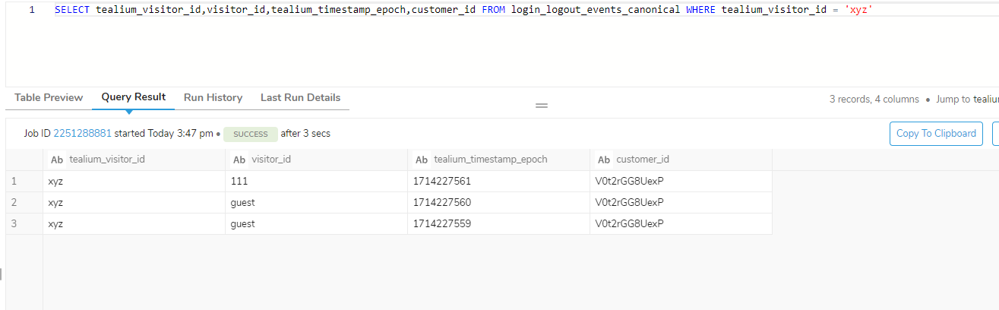 1 SELECT tealium_visitor_id,visitor_id,tealium_timestamp_epoch,customer_id FROM login_logout_events_canonical WHERE tealium_visitor_id = 'xyz'
Table Preview Query Result Run History Last Run Details 3 records, 4 columns • Jump to
Job ID 2251288881 started Today 3:47 pm • SUCCESS after 3 secs Copy To Clipboard
Ab tealium_visitor_id Ab visitor_id Ab tealium_timestamp_epoch Ab customer_id
1 xyz 111 1714227561 V0t2rGG8UexP
2 xyz guest 1714227560 V0t2rGG8UexP
3 xyz guest 1714227559 V0t2rGG8UexP